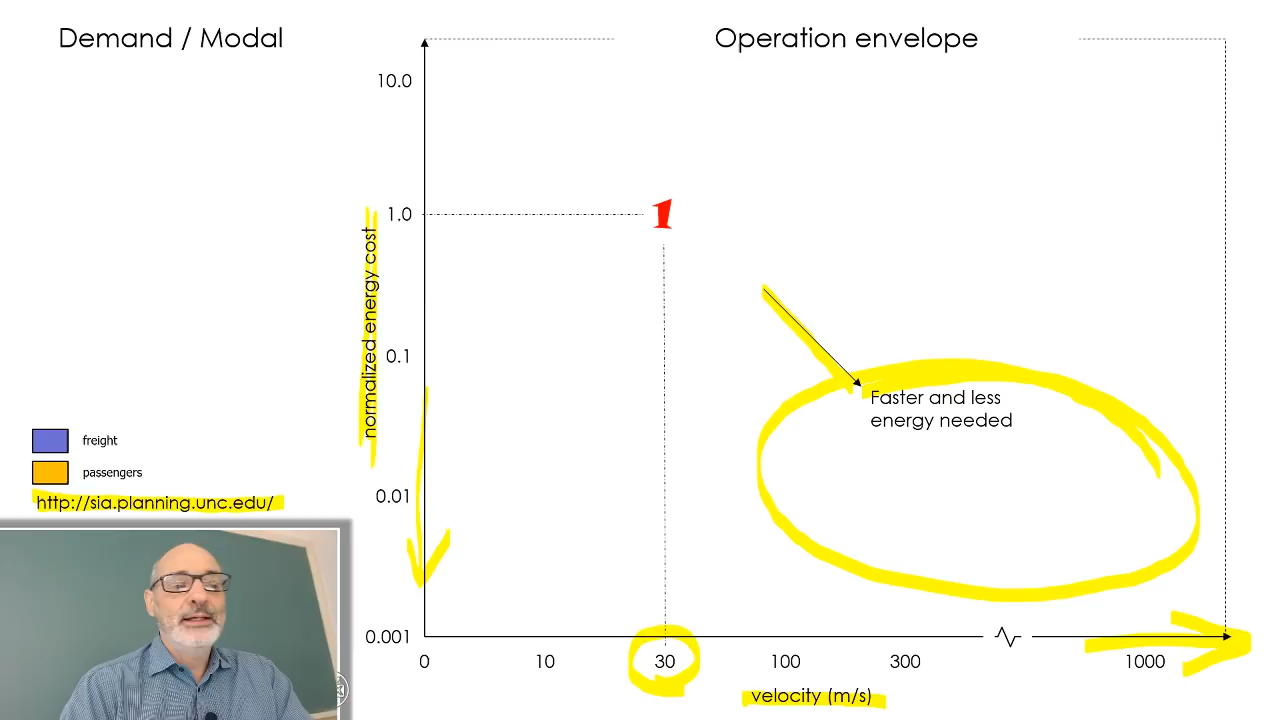 Demand / Modal
Operation envelope
10.0
1.0
1
normalized energy cost
0.1
Faster and less
energy needed
freight
passengers
0.01
http://sia.planning.unc.edu/
0.001
0
10
30
100
300
1000
velocity (m/s)